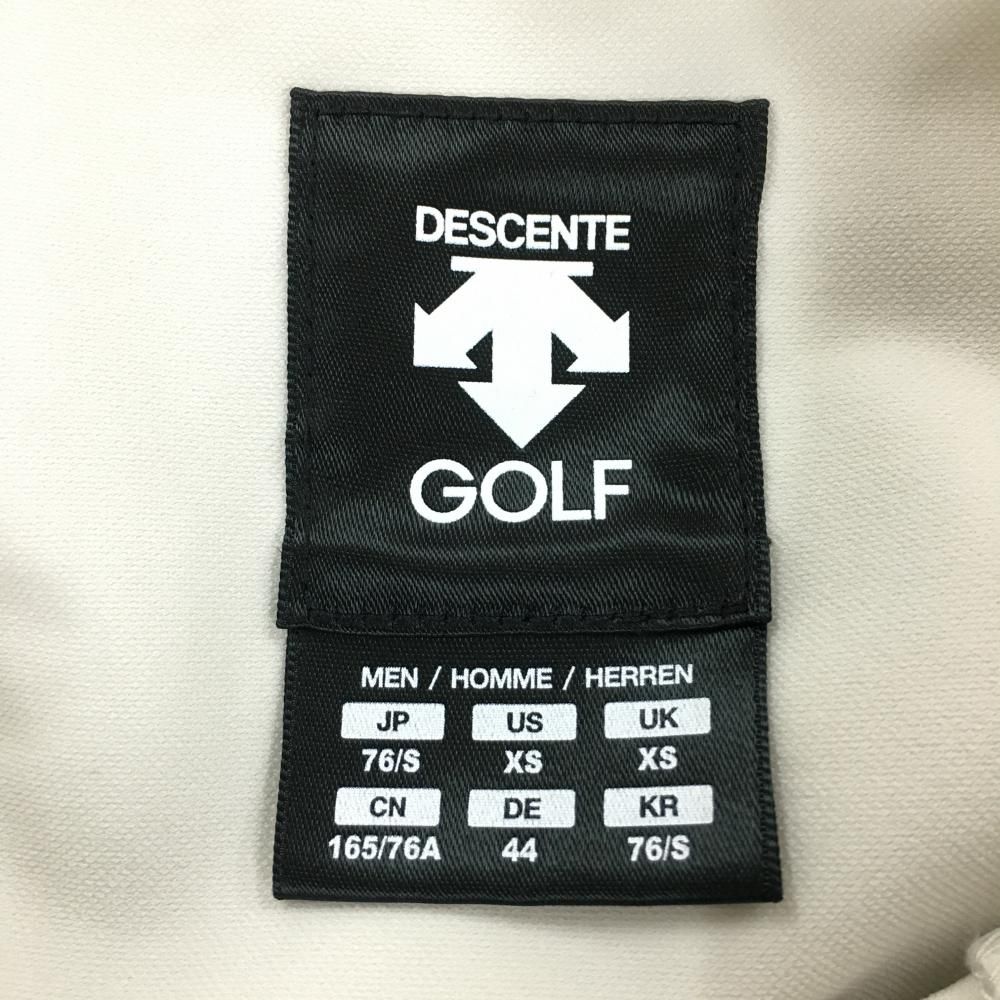 DESCENTE
GOLF
MEN / HOMME / HERREN
JP US UK
76/S XS XS
CN DE KR
165/76A 44 76/S